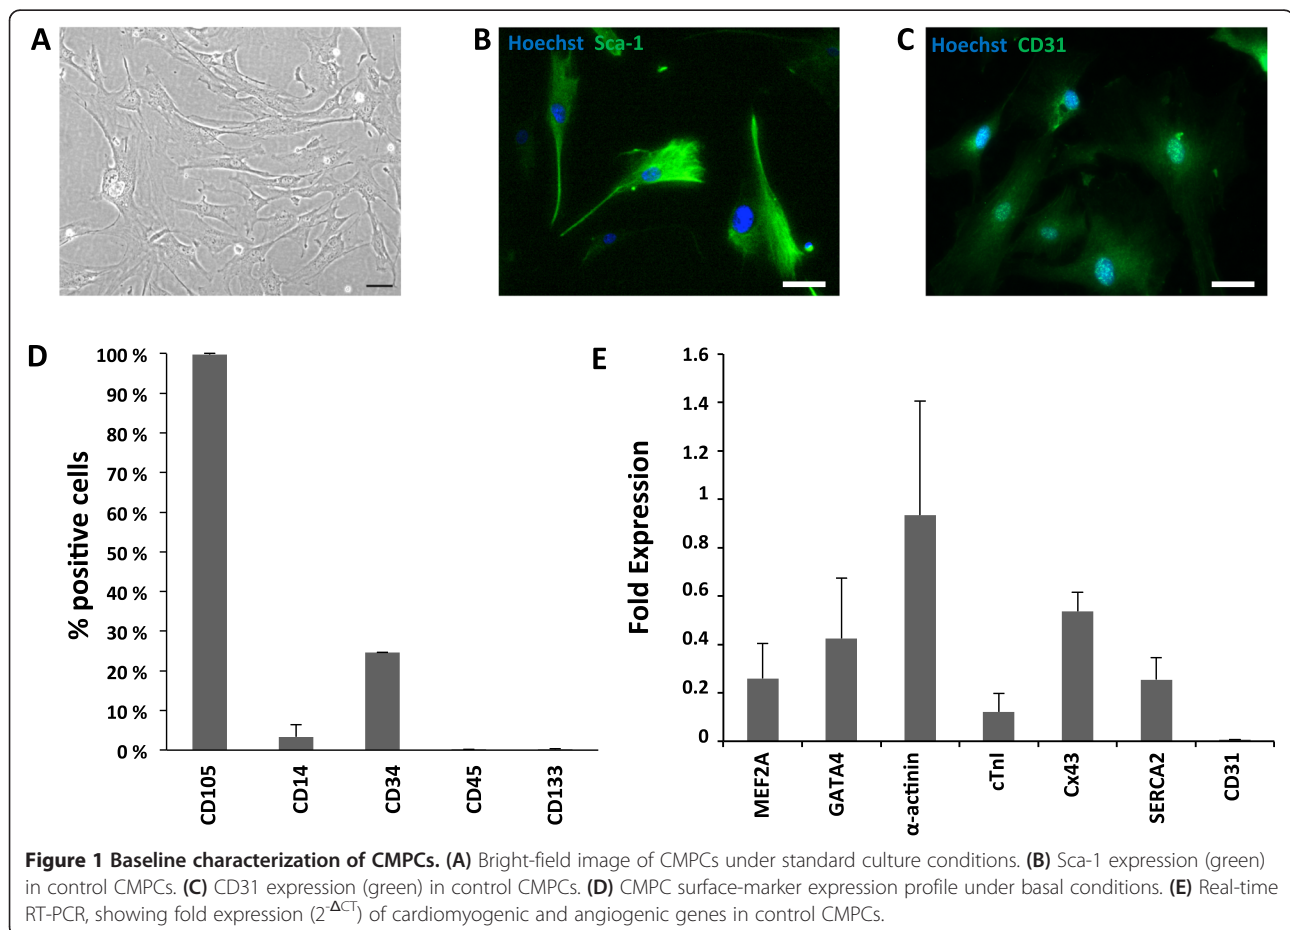 A
B
Hoechst Sca-1
C
Hoechst CD31
D
% positive cells
100 %
90 %
80 %
70 %
60 %
50 %
40 %
30 %
20 %
10 %
0 %
CD105
CD14
CD34
CD45
CD133
E
Fold Expression
1.6
1.4
1.2
1
0.8
0.6
0.4
0.2
0
MEF2A
GATA4
α-actinin
cTnI
Cx43
SERCA2
CD31
Figure 1 Baseline characterization of CMPCs. (A) Bright-field image of CMPCs under standard culture conditions. (B) Sca-1 expression (green)
in control CMPCs. (C) CD31 expression (green) in control CMPCs. (D) CMPC surface-marker expression profile under basal conditions. (E) Real-time
RT-PCR, showing fold expression (2-ΔCT) of cardiomyogenic and angiogenic genes in control CMPCs.